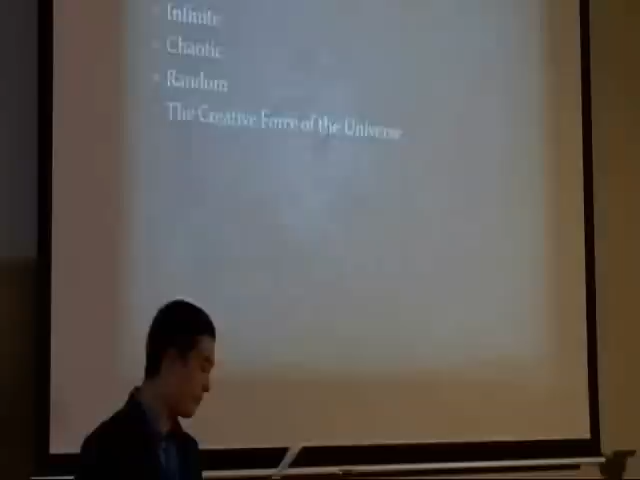 Infinite
Chaotic
Random
The Creative Force of the Universe